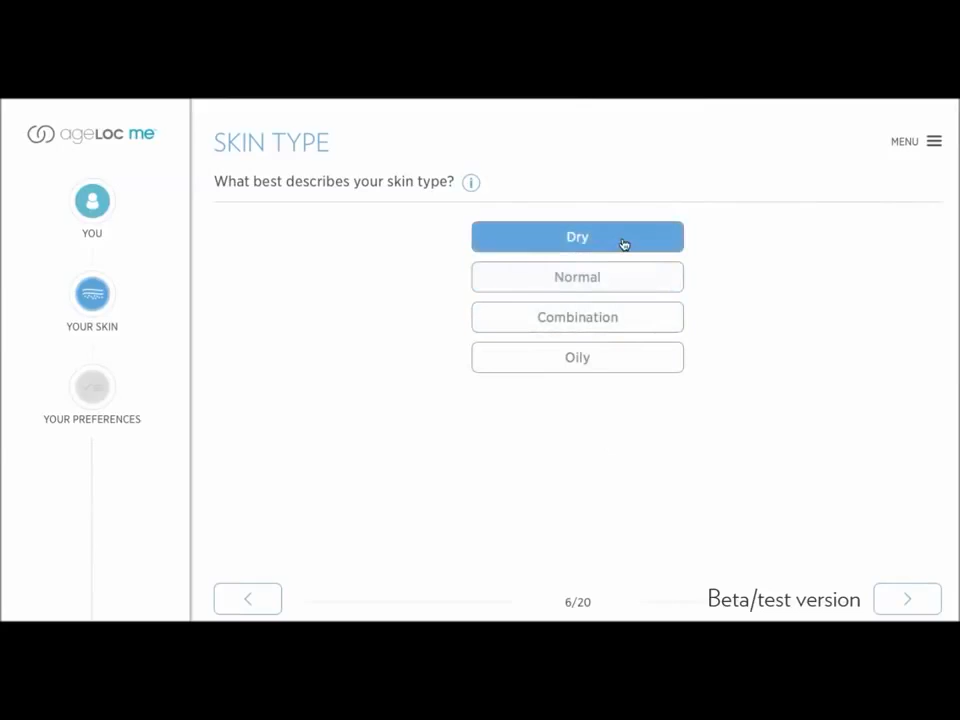 ageLOC me
YOU
YOUR SKIN
YOUR PREFERENCES
SKIN TYPE
MENU
What best describes your skin type? i
Dry
Normal
Combination
Oily
6/20
Beta/test version